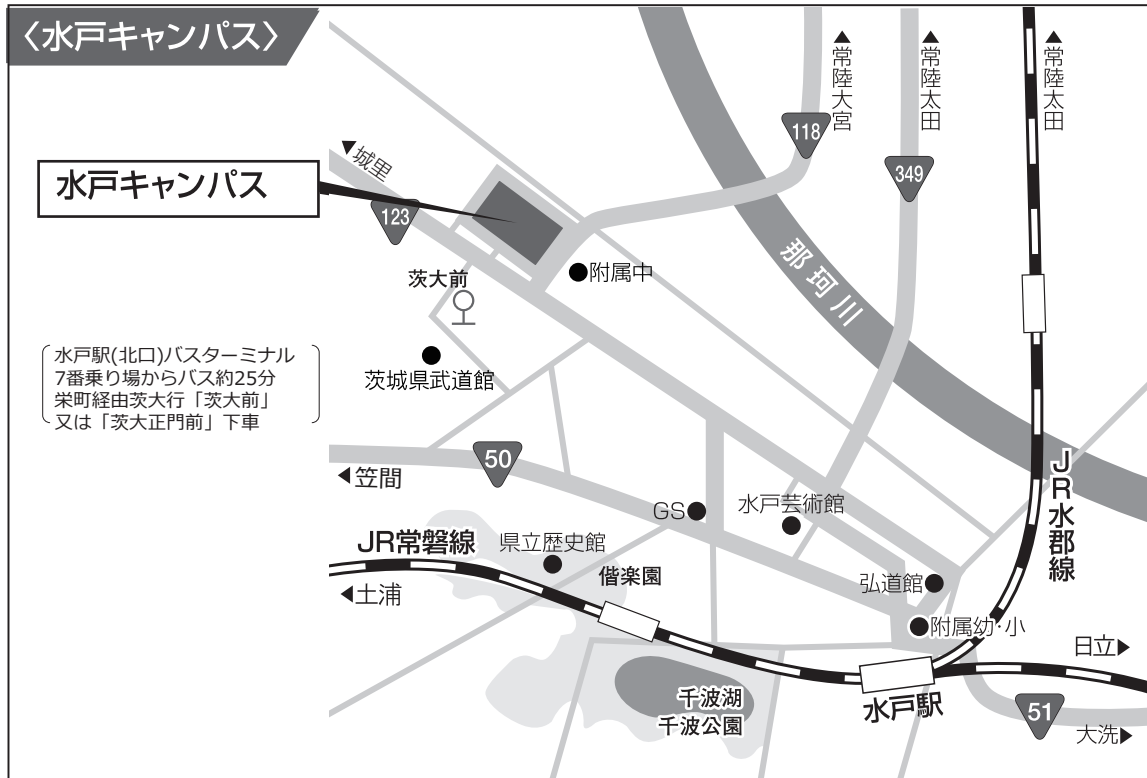 〈水戸キャンパス〉
水戸キャンパス
水戸駅(北口)バスターミナル
7番乗り場からバス約25分
栄町経由茨大行「茨大前」
又は「茨大正門前」下車
▲常陸大宮
▲常陸太田
▲常陸太田
118
349
◀城里
123
那珂川
附属中
茨大前
茨城県武道館
50
◀笠間
GS
水戸芸術館
JR水郡線
JR常磐線
県立歴史館
偕楽園
◀土浦
弘道館
附属幼・小
日立▶
千波湖
千波公園
水戸駅
51
大洗▶